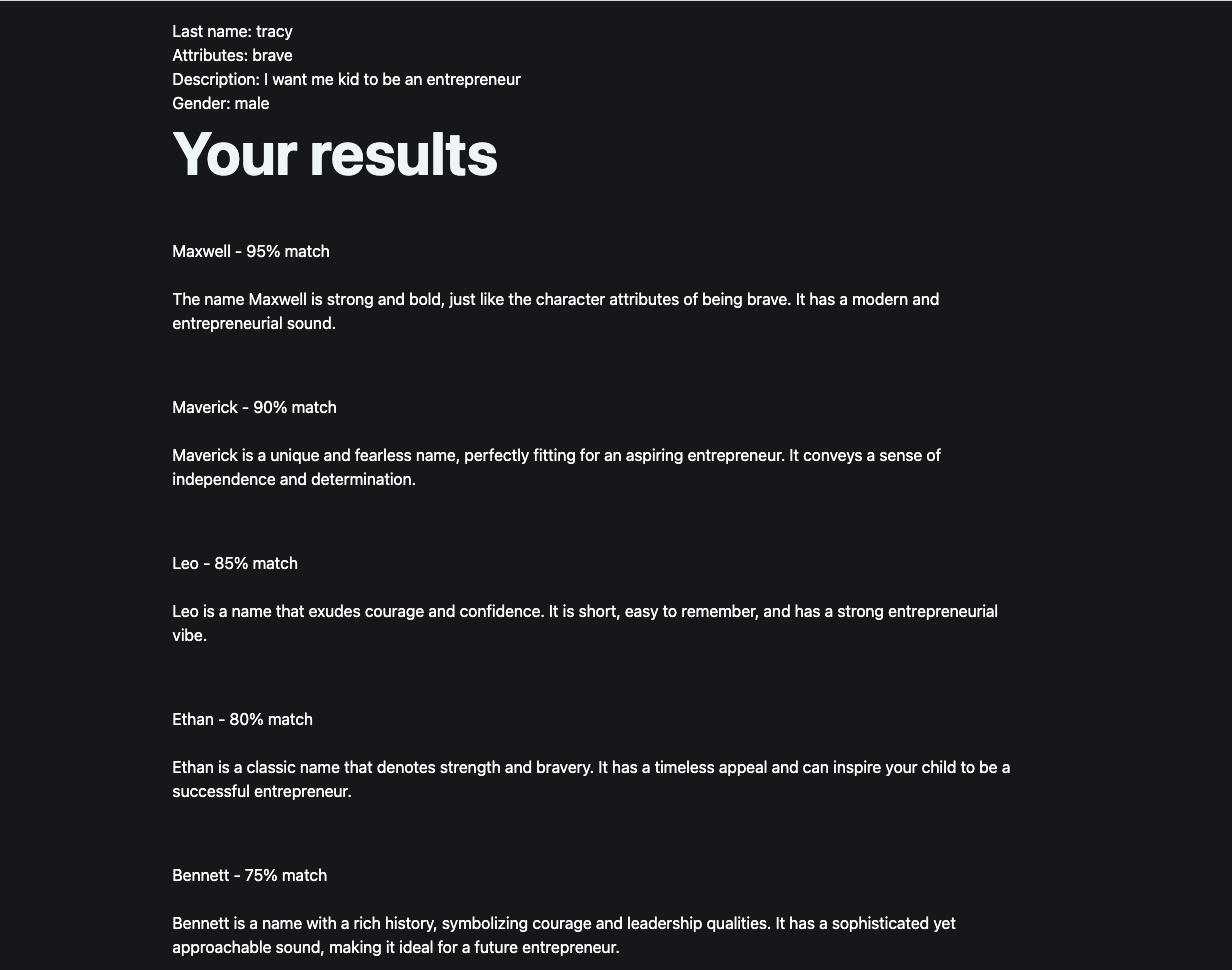 Last name: tracy
Attributes: brave
Description: I want me kid to be an entrepreneur
Gender: male
Your results
Maxwell - 95% match
The name Maxwell is strong and bold, just like the character attributes of being brave. It has a modern and
entrepreneurial sound.
Maverick - 90% match
Maverick is a unique and fearless name, perfectly fitting for an aspiring entrepreneur. It conveys a sense of
independence and determination.
Leo - 85% match
Leo is a name that exudes courage and confidence. It is short, easy to remember, and has a strong entrepreneurial
vibe.
Ethan - 80% match
Ethan is a classic name that denotes strength and bravery. It has a timeless appeal and can inspire your child to be a
successful entrepreneur.
Bennett - 75% match
Bennett is a name with a rich history, symbolizing courage and leadership qualities. It has a sophisticated yet
approachable sound, making it ideal for a future entrepreneur.